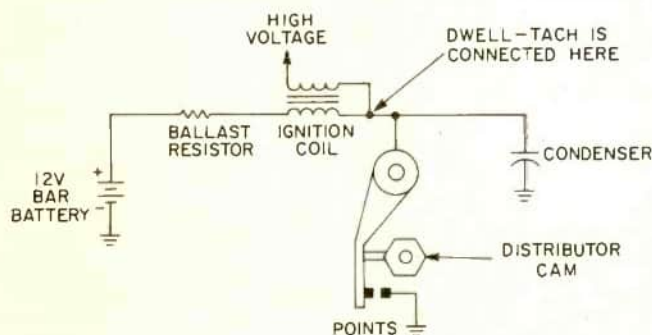 HIGH
VOLTAGE
DWELL-TACH IS
CONNECTED HERE
BALLAST
RESISTOR
IGNITION
COIL
CONDENSER
+
12V
BAR
BATTERY
-
DISTRIBUTOR
CAM
POINTS